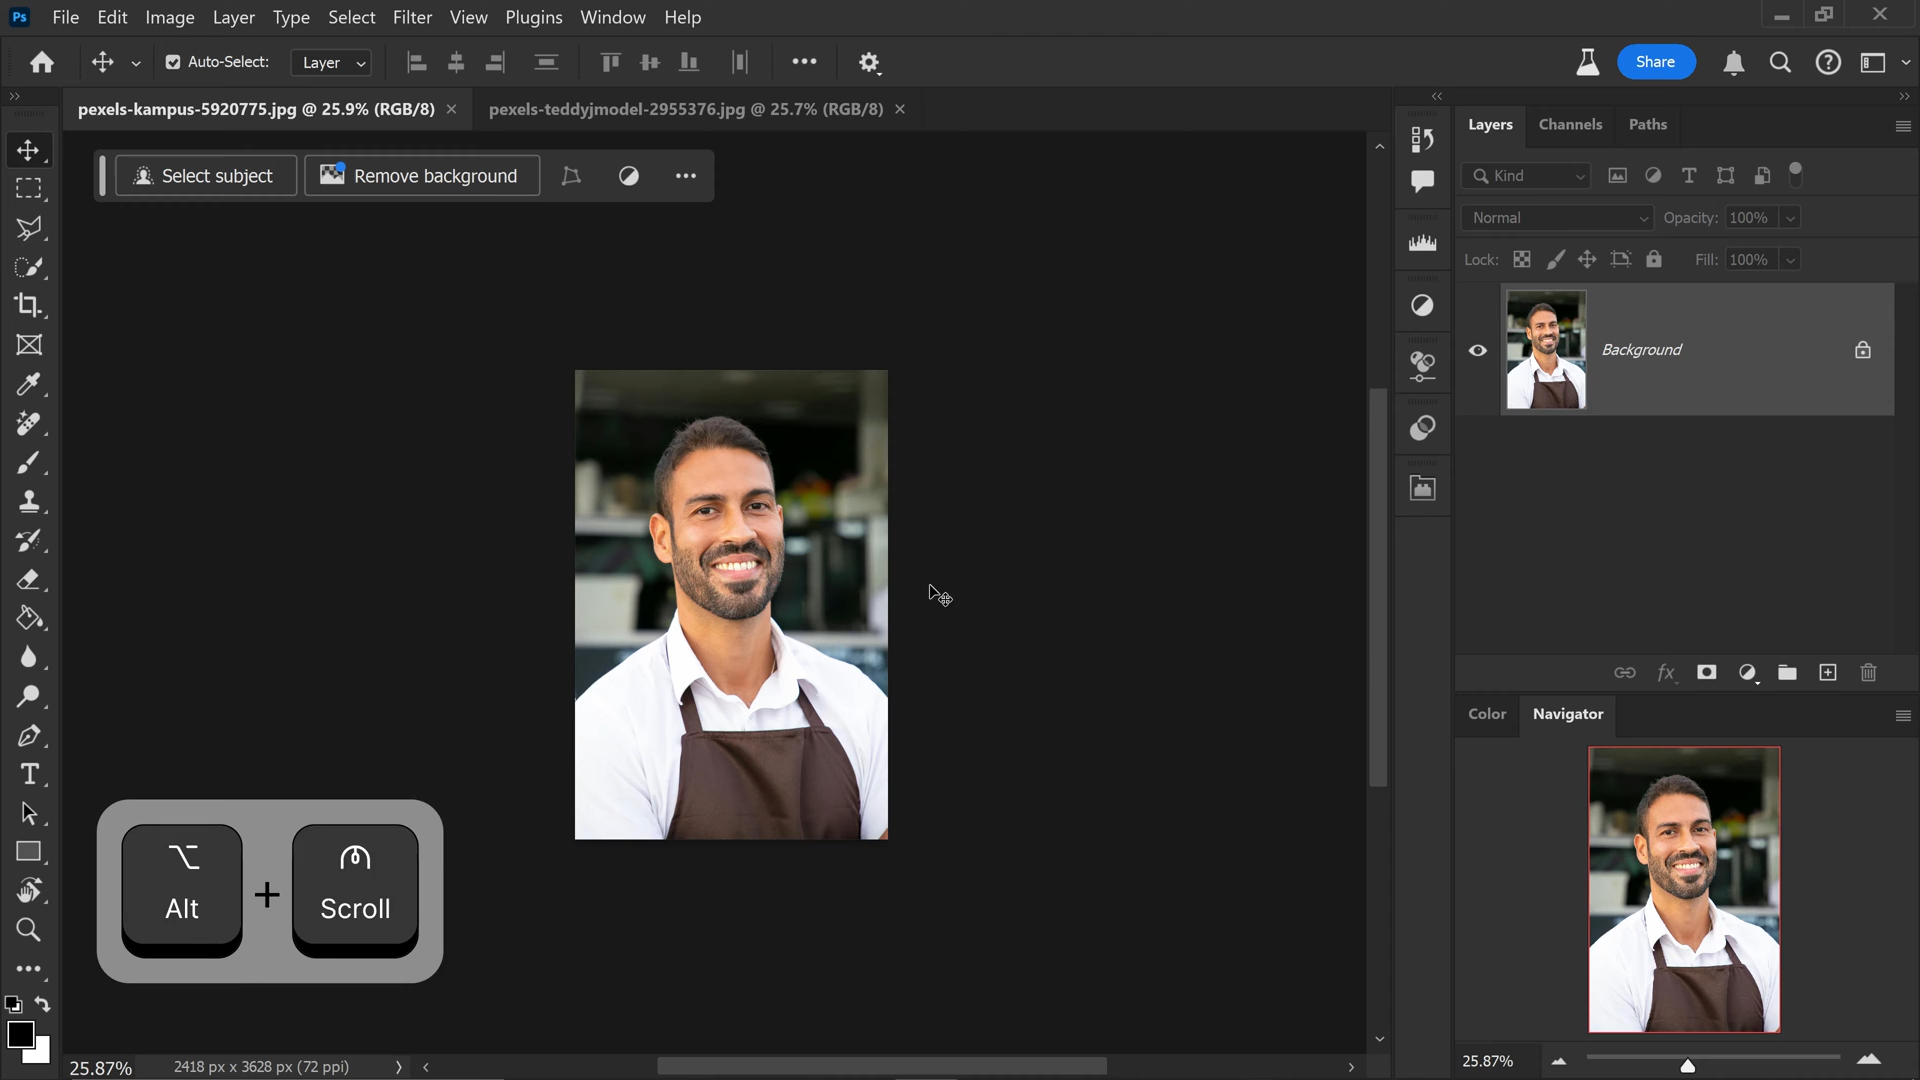 Ps File Edit Image Layer Type Select Filter View Plugins Window Help
Auto-Select: Layer Share
pexels-kampus-5920775.jpg @ 25.9% (RGB/8) pexels-teddyjmodel-2955376.jpg @ 25.7% (RGB/8)
Layers Channels Paths
Select subject Remove background
Kind
Normal Opacity: 100%
Lock: Fill: 100%
Background
fx
Color Navigator
Alt + Scroll
25.87% 2418 px x 3628 px (72 ppi)
25.87%